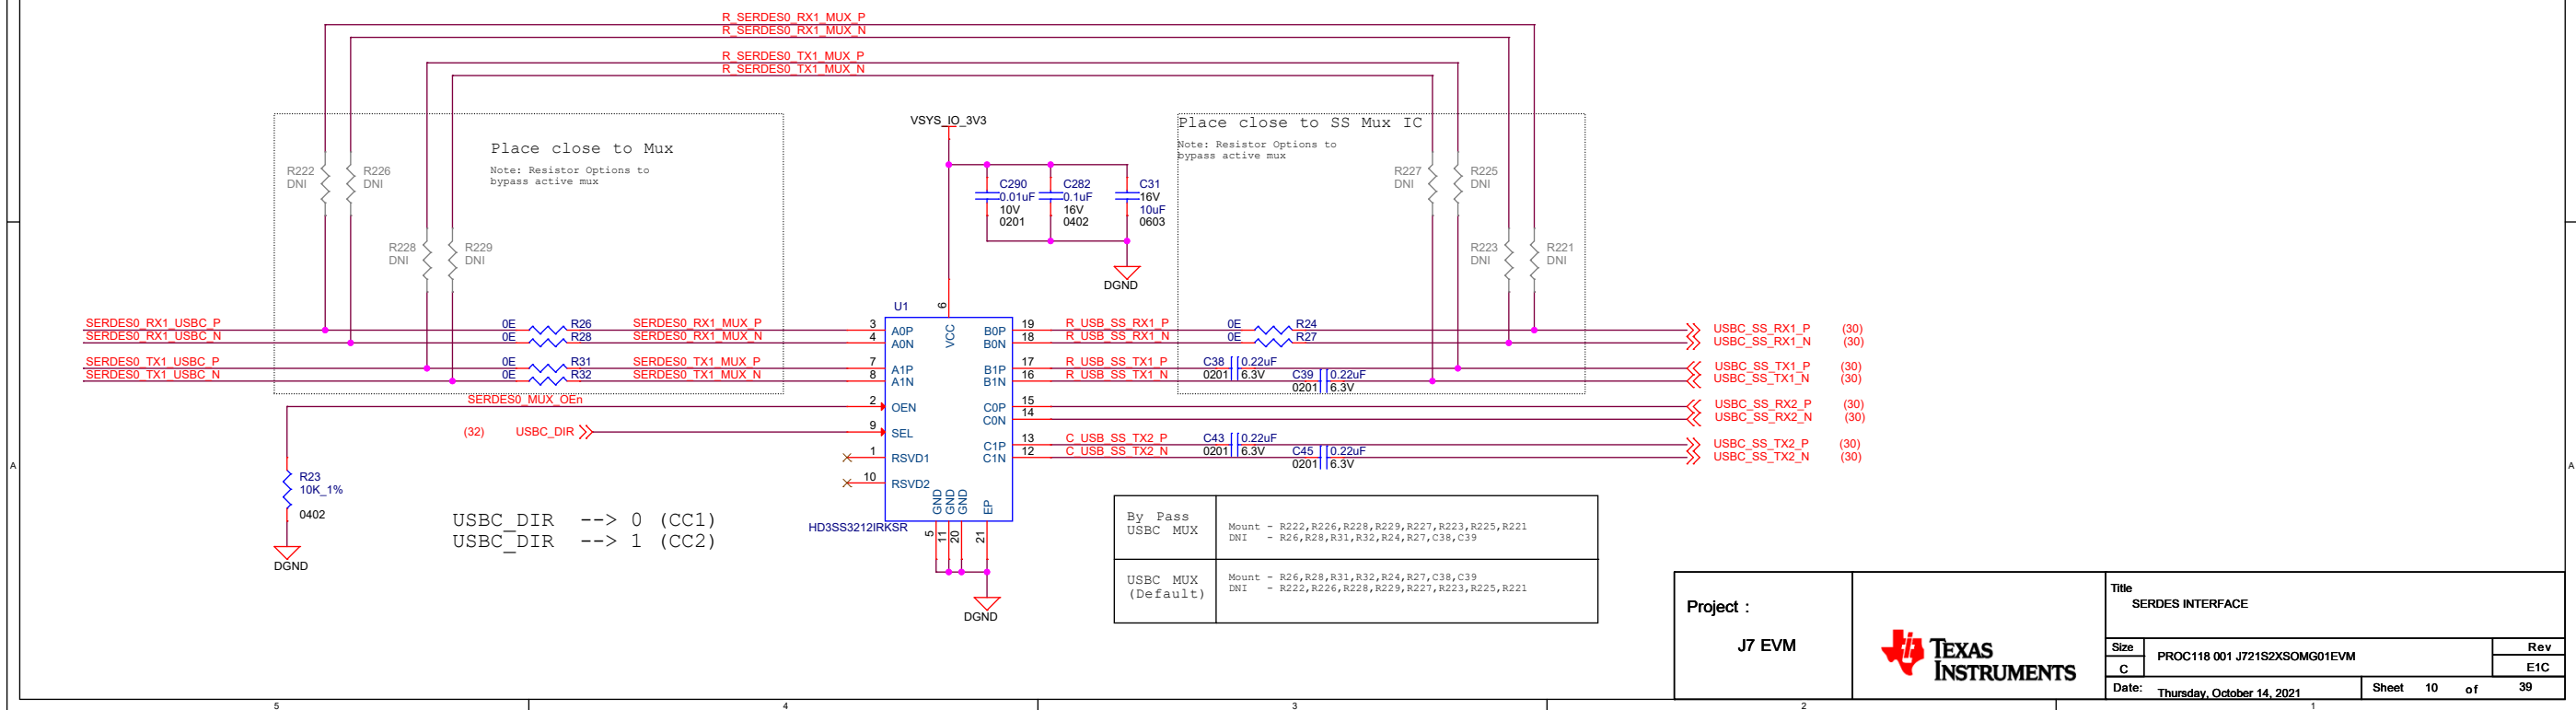 R_SERDES0_RX1_MUX_P
R_SERDES0_RX1_MUX_N
R_SERDES0_TX1_MUX_P
R_SERDES0_TX1_MUX_N
Place close to Mux
Note: Resistor Options to
bypass active mux
R222
DNI
R226
DNI
R228
DNI
R229
DNI
VSYS_IO_3V3
C290
0.01uF
10V
0201
C282
0.1uF
16V
0402
C31
16V
10uF
0603
DGND
Place close to SS Mux IC
Note: Resistor Options to
bypass active mux
R227
DNI
R225
DNI
R223
DNI
R221
DNI
SERDES0_RX1_USBC_P
SERDES0_RX1_USBC_N
SERDES0_TX1_USBC_P
SERDES0_TX1_USBC_N
0E R26
0E R28
0E R31
0E R32
SERDES0_RX1_MUX_P
SERDES0_RX1_MUX_N
SERDES0_TX1_MUX_P
SERDES0_TX1_MUX_N
SERDES0_MUX_OEn
(32) USBC_DIR
U1
6
VCC
3 A0P
4 A0N
7 A1P
8 A1N
2 OEN
9 SEL
1 RSVD1
10 RSVD2
B0P 19
B0N 18
B1P 17
B1N 16
C0P 15
C0N 14
C1P 13
C1N 12
GND
GND
GND
EP
5
11
20
21
HD3SS3212IRKSR
DGND
R_USB_SS_RX1_P
R_USB_SS_RX1_N
R_USB_SS_TX1_P
R_USB_SS_TX1_N
C_USB_SS_TX2_P
C_USB_SS_TX2_N
0E R24
0E R27
C38 0.22uF
0201 6.3V
C39 0.22uF
0201 6.3V
C43 0.22uF
0201 6.3V
C45 0.22uF
0201 6.3V
USBC_SS_RX1_P (30)
USBC_SS_RX1_N (30)
USBC_SS_TX1_P (30)
USBC_SS_TX1_N (30)
USBC_SS_RX2_P (30)
USBC_SS_RX2_N (30)
USBC_SS_TX2_P (30)
USBC_SS_TX2_N (30)
R23
10K_1%
0402
DGND
USBC_DIR --> 0 (CC1)
USBC_DIR --> 1 (CC2)
By Pass
USBC MUX
Mount - R222,R226,R228,R229,R227,R223,R225,R221
DNI - R26,R28,R31,R32,R24,R27,C38,C39
USBC MUX
(Default)
Mount - R26,R28,R31,R32,R24,R27,C38,C39
DNI - R222,R226,R228,R229,R227,R223,R225,R221
Project :
J7 EVM
TEXAS
INSTRUMENTS
Title
SERDES INTERFACE
Size
C
PROC118 001 J721S2XSOMG01EVM
Rev
E1C
Date: Thursday, October 14, 2021
Sheet 10 of 39
A
A
5
4
3
2
1